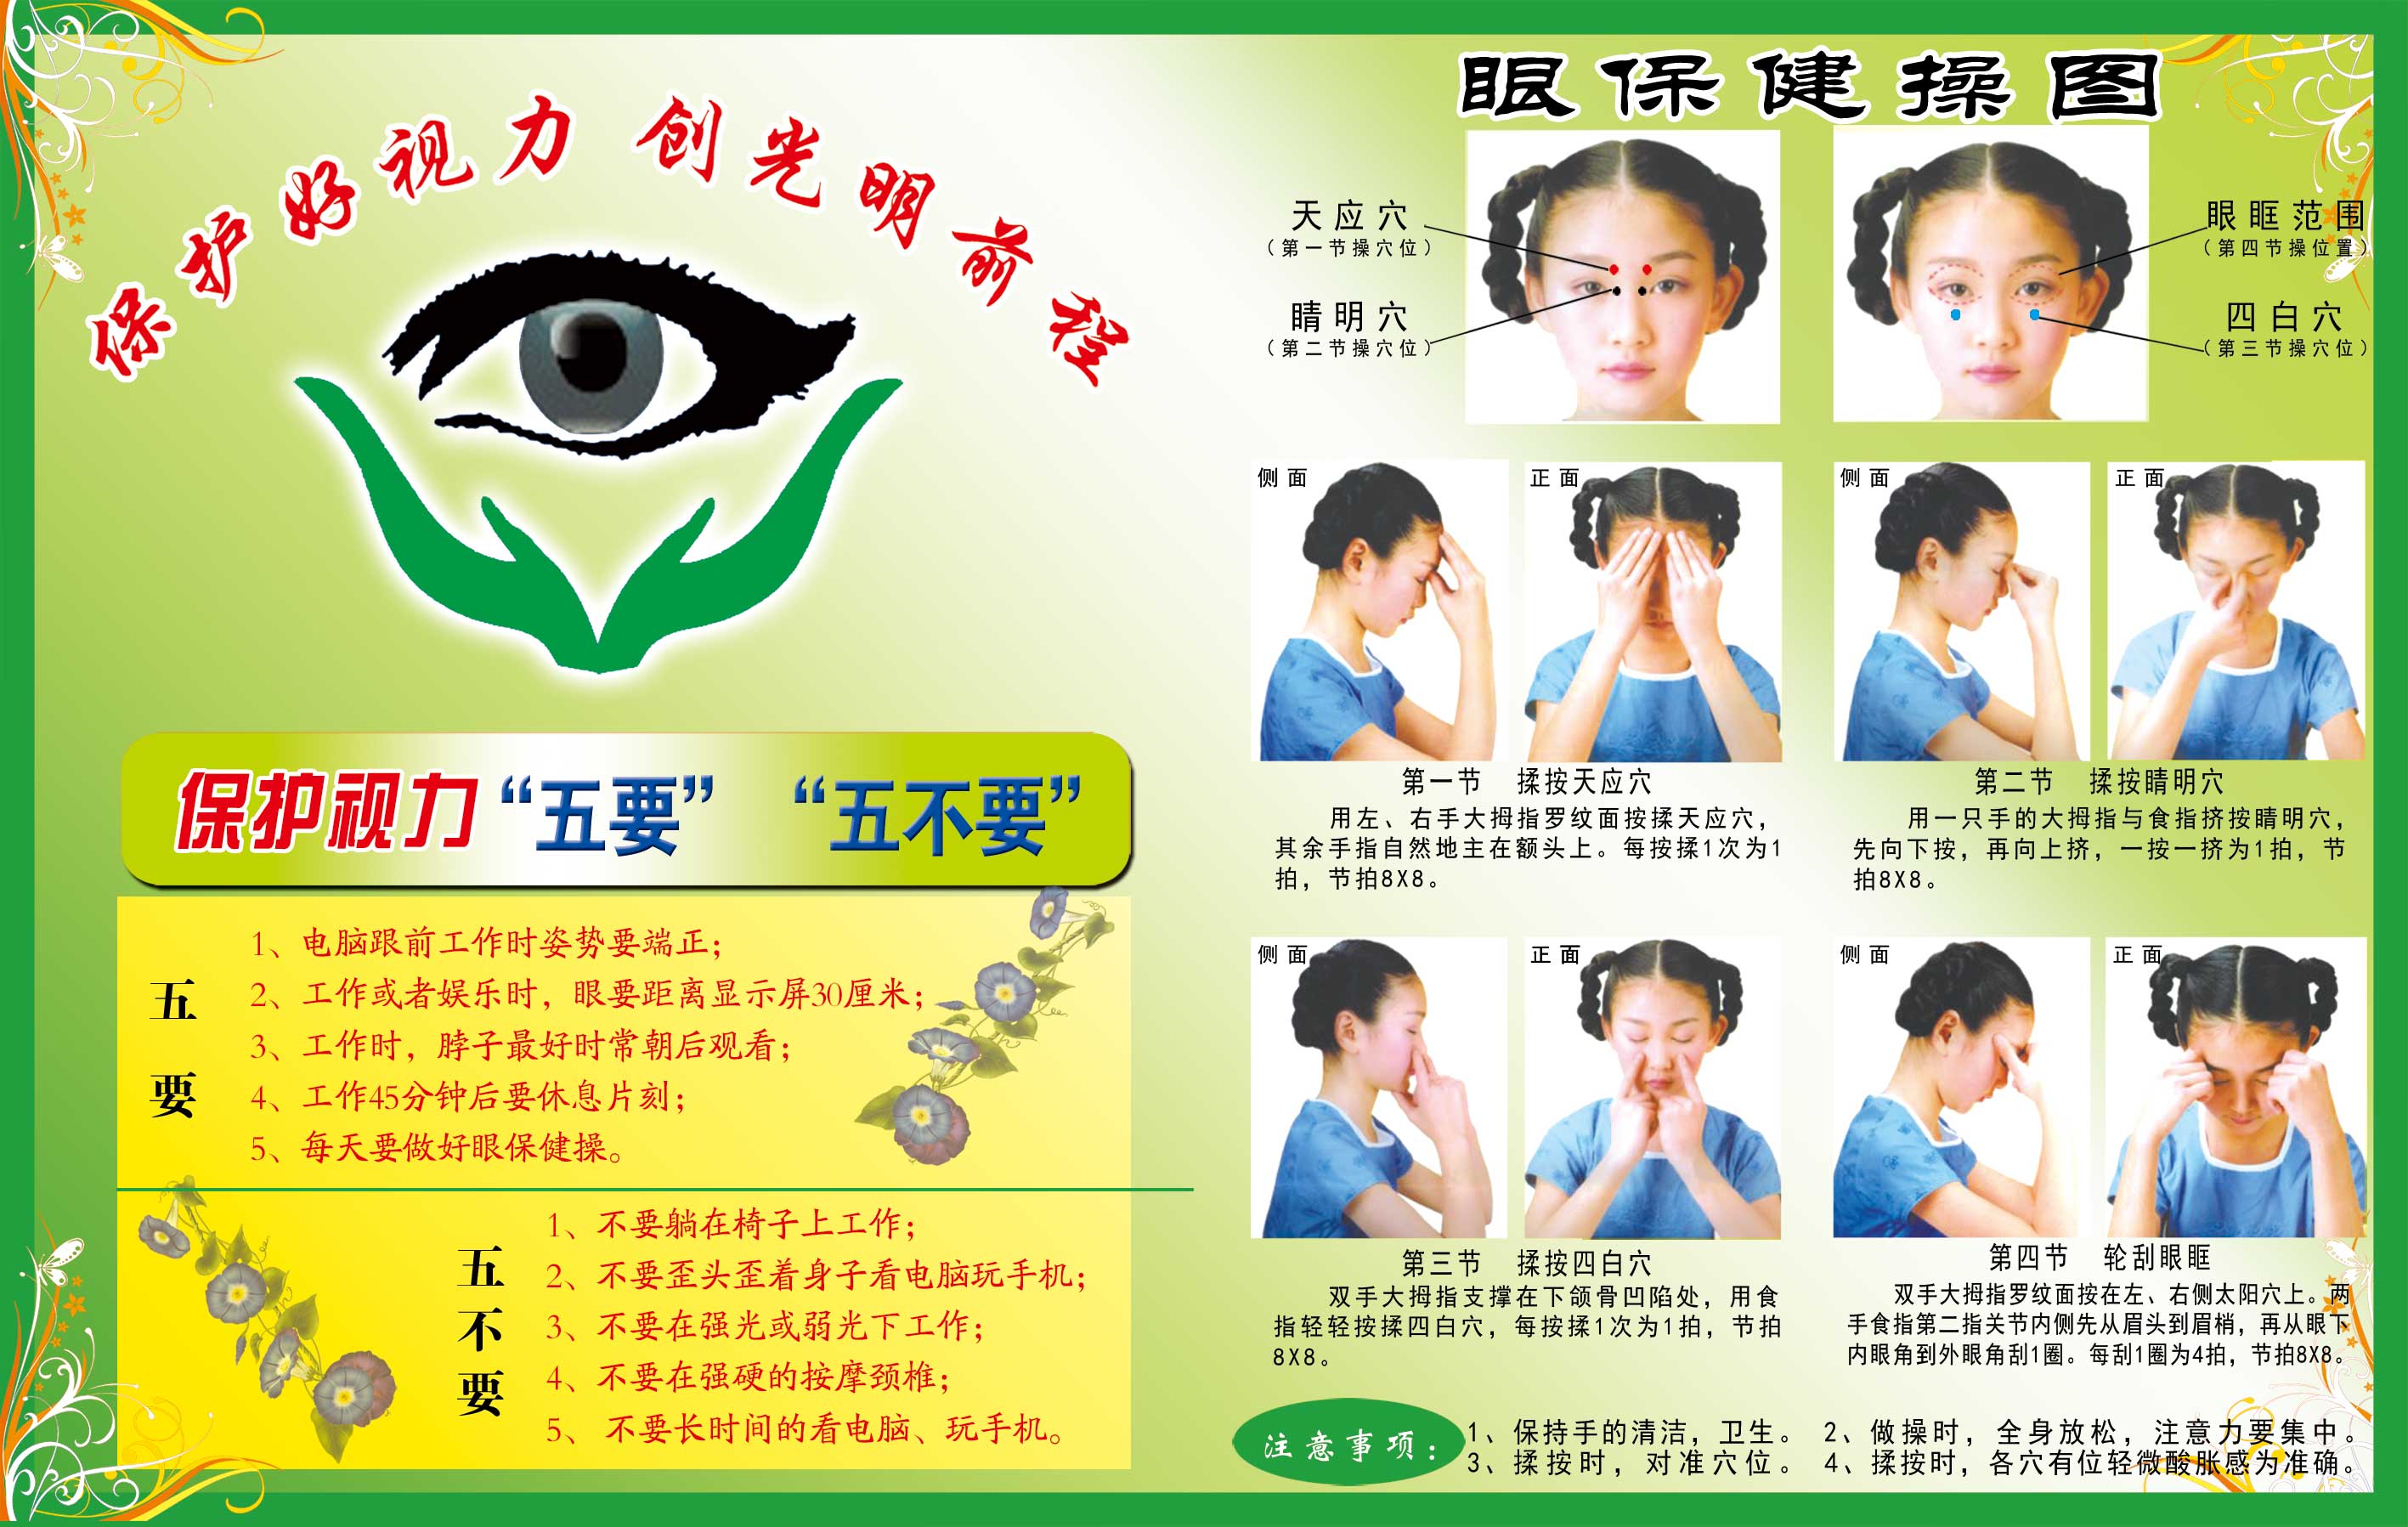 保护好视力 创光明前程
保护视力“五要” “五不要”
五要
1、电脑跟前工作时姿势要端正；
2、工作或者娱乐时，眼要距离显示屏30厘米；
3、工作时，脖子最好时常朝后观看；
4、工作45分钟后要休息片刻；
5、每天要做好眼保健操。
五不要
1、不要躺在椅子上工作；
2、不要歪头歪着身子看电脑玩手机；
3、不要在强光或弱光下工作；
4、不要在强硬的按摩颈椎；
5、不要长时间的看电脑、玩手机。
眼保健操图
天应穴
（第一节操穴位）
睛明穴
（第二节操穴位）
眼眶范围
（第四节操位置）
四白穴
（第三节操穴位）
侧面
正面
第一节 揉按天应穴
用左、右手大拇指罗纹面按揉天应穴，
其余手指自然地主在额头上。每按揉1次为1
拍，节拍8X8。
侧面
正面
第二节 揉按睛明穴
用一只手的大拇指与食指挤按睛明穴，
先向下按，再向上挤，一按一挤为1拍，节
拍8X8。
侧面
正面
第三节 揉按四白穴
双手大拇指支撑在下颌骨凹陷处，用食
指轻轻按揉四白穴，每按揉1次为1拍，节拍
8X8。
侧面
正面
第四节 轮刮眼眶
双手大拇指罗纹面按在左、右侧太阳穴上。两
手食指第二指关节内侧先从眉头到眉梢，再从眼下
内眼角到外眼角刮1圈。每刮1圈为4拍，节拍8X8。
注意事项：
1、保持手的清洁，卫生。 2、做操时，全身放松，注意力要集中。
3、揉按时，对准穴位。 4、揉按时，各穴有位轻微酸胀感为准确。